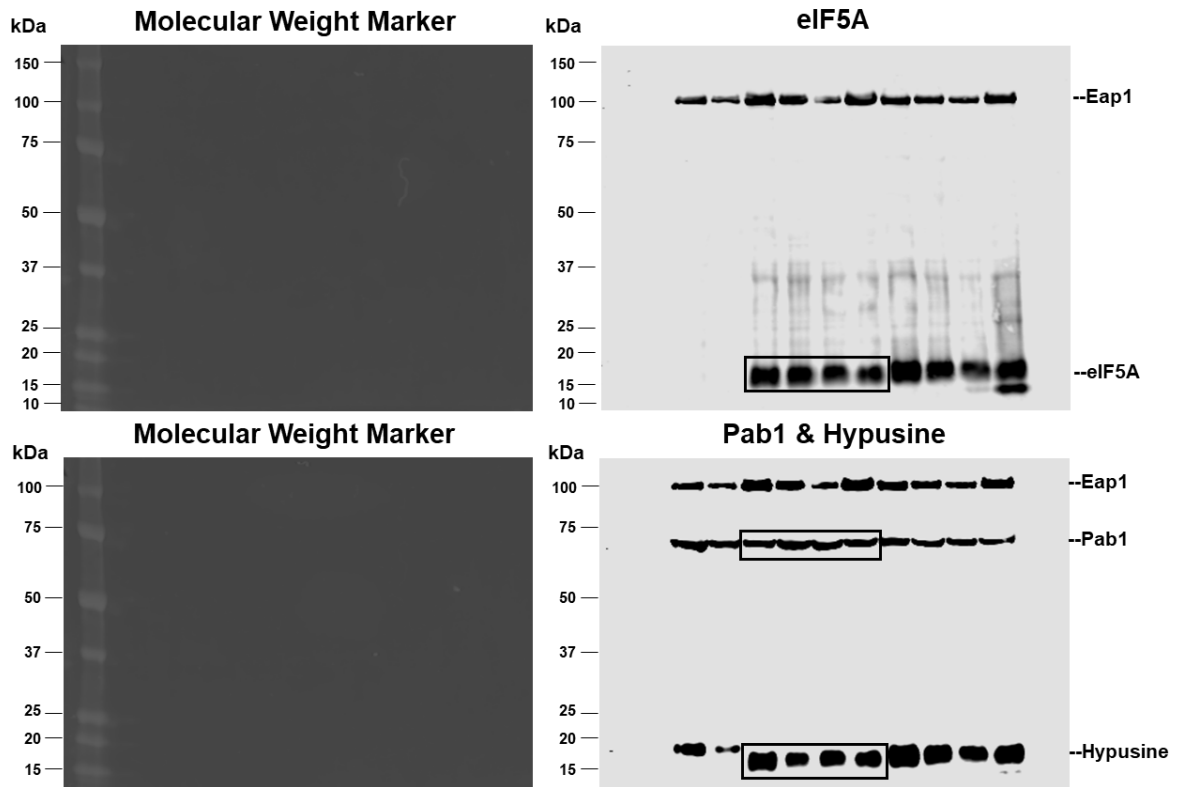 kDa Molecular Weight Marker kDa eIF5A
150 150
100 100 --Eap1
75 75
50 50
37 37
25 25
20 20
15 15 --eIF5A
10 10
kDa Molecular Weight Marker kDa Pab1 & Hypusine
100 100 --Eap1
75 75 --Pab1
50 50
37 37
25 25
20 20 --Hypusine
15 15